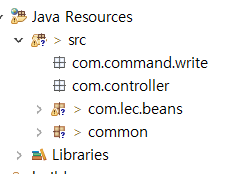 Java Resources
> src
com.command.write
com.controller
> com.lec.beans
> common
Libraries